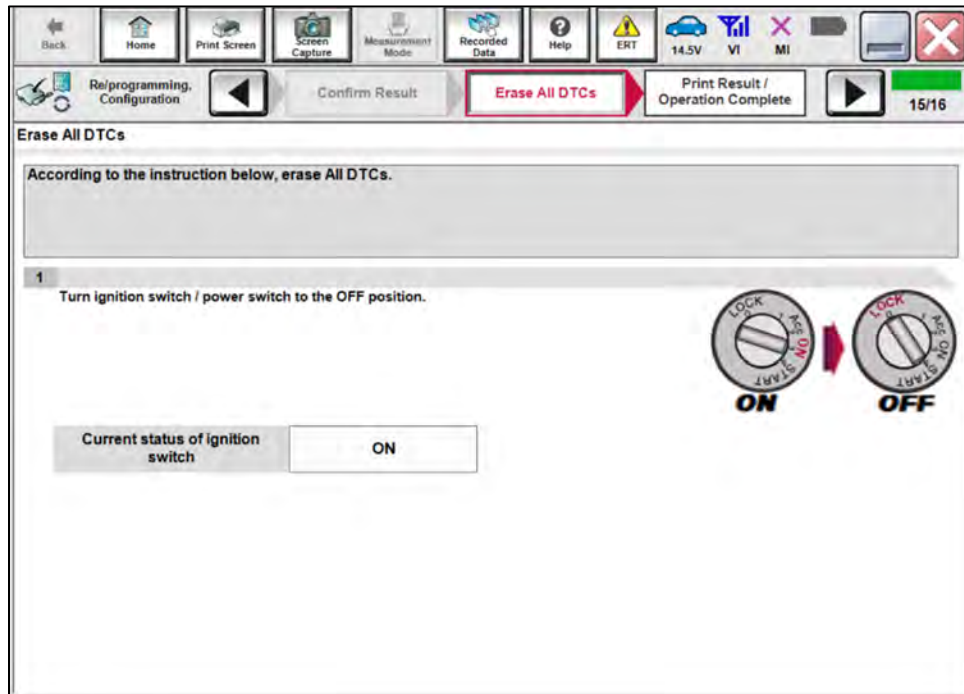 Back
Home
Print Screen
Screen
Capture
Measurement
Mode
Recorded
Data
Help
ERT
14.5V
VI
MI
Re/programming,
Configuration
Confirm Result
Erase All DTCs
Print Result /
Operation Complete
15/16
Erase All DTCs
According to the instruction below, erase All DTCs.
1
Turn ignition switch / power switch to the OFF position.
LOCK
Acc
ON
START
LOCK
Acc
ON
START
ON
OFF
Current status of ignition
switch
ON